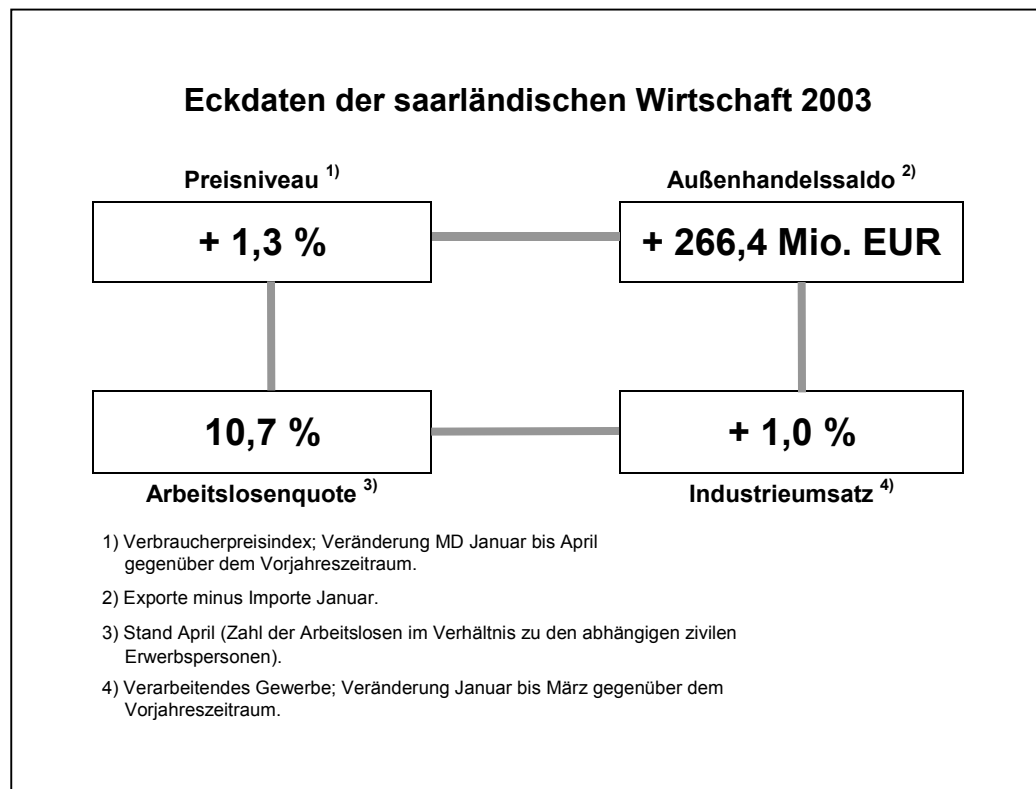 Eckdaten der saarländischen Wirtschaft 2003
Preisniveau 1)
Außenhandelssaldo 2)
+ 1,3 %
+ 266,4 Mio. EUR
10,7 %
+ 1,0 %
Arbeitslosenquote 3)
Industrieumsatz 4)
1) Verbraucherpreisindex; Veränderung MD Januar bis April
gegenüber dem Vorjahreszeitraum.
2) Exporte minus Importe Januar.
3) Stand April (Zahl der Arbeitslosen im Verhältnis zu den abhängigen zivilen
Erwerbspersonen).
4) Verarbeitendes Gewerbe; Veränderung Januar bis März gegenüber dem
Vorjahreszeitraum.